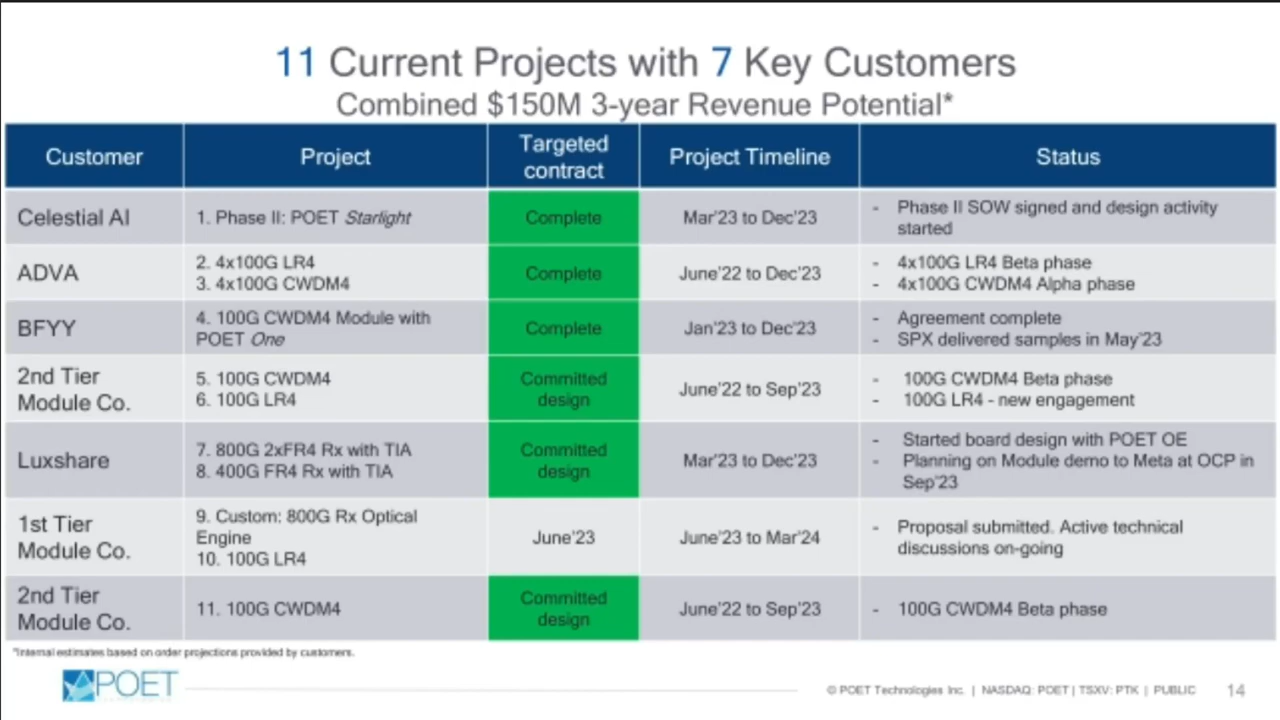 11 Current Projects with 7 Key Customers
Combined $150M 3-year Revenue Potential*
Customer
Project
Targeted
contract
Project Timeline
Status
Celestial AI
1. Phase II: POET Starlight
Complete
Mar'23 to Dec'23
- Phase II SOW signed and design activity
started
ADVA
2. 4x100G LR4
3. 4x100G CWDM4
Complete
June'22 to Dec'23
- 4x100G LR4 Beta phase
- 4x100G CWDM4 Alpha phase
BFYY
4. 100G CWDM4 Module with
POET One
Complete
Jan'23 to Dec'23
- Agreement complete
- SPX delivered samples in May'23
2nd Tier
Module Co.
5. 100G CWDM4
6. 100G LR4
Committed
design
June'22 to Sep'23
- 100G CWDM4 Beta phase
- 100G LR4 - new engagement
Luxshare
7. 800G 2xFR4 Rx with TIA
8. 400G FR4 Rx with TIA
Committed
design
Mar'23 to Dec'23
- Started board design with POET OE
- Planning on Module demo to Meta at OCP in
Sep'23
1st Tier
Module Co.
9. Custom: 800G Rx Optical
Engine
10. 100G LR4
June'23
June'23 to Mar'24
- Proposal submitted. Active technical
discussions on-going
2nd Tier
Module Co.
11. 100G CWDM4
Committed
design
June'22 to Sep'23
- 100G CWDM4 Beta phase
*Internal estimates based on order projections provided by customers.
POET
© POET Technologies Inc. | NASDAQ: POET | TSXV: PTK | PUBLIC
14